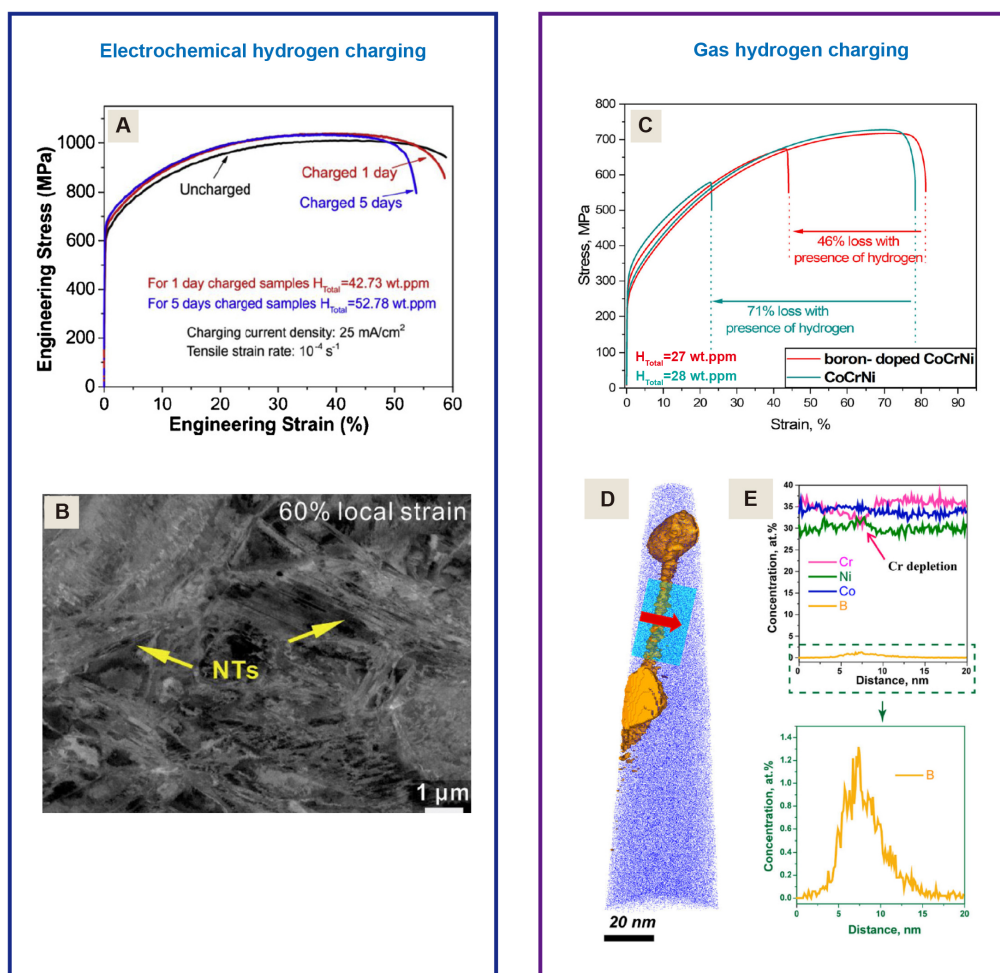 Electrochemical hydrogen charging
A
Engineering Stress (MPa)
1000
800
600
400
200
0
Uncharged
Charged 1 day
Charged 5 days
For 1 day charged samples H_Total=42.73 wt.ppm
For 5 days charged samples H_Total=52.78 wt.ppm
Charging current density: 25 mA/cm²
Tensile strain rate: 10⁻⁴ s⁻¹
0 10 20 30 40 50 60
Engineering Strain (%)
B
60% local strain
NTs
1 µm
Gas hydrogen charging
C
Stress, MPa
800
700
600
500
400
300
200
100
0
46% loss with
presence of hydrogen
71% loss with
presence of hydrogen
H_Total=27 wt.ppm
H_Total=28 wt.ppm
boron- doped CoCrNi
CoCrNi
0 10 20 30 40 50 60 70 80 90
Strain, %
D
20 nm
E
Concentration, at.%
40
35
30
25
20
15
10
5
0
Cr
Ni
Co
B
Cr depletion
0 5 10 15 20
Distance, nm
Concentration, at.%
1.4
1.2
1.0
0.8
0.6
0.4
0.2
0.0
B
0 5 10 15 20
Distance, nm